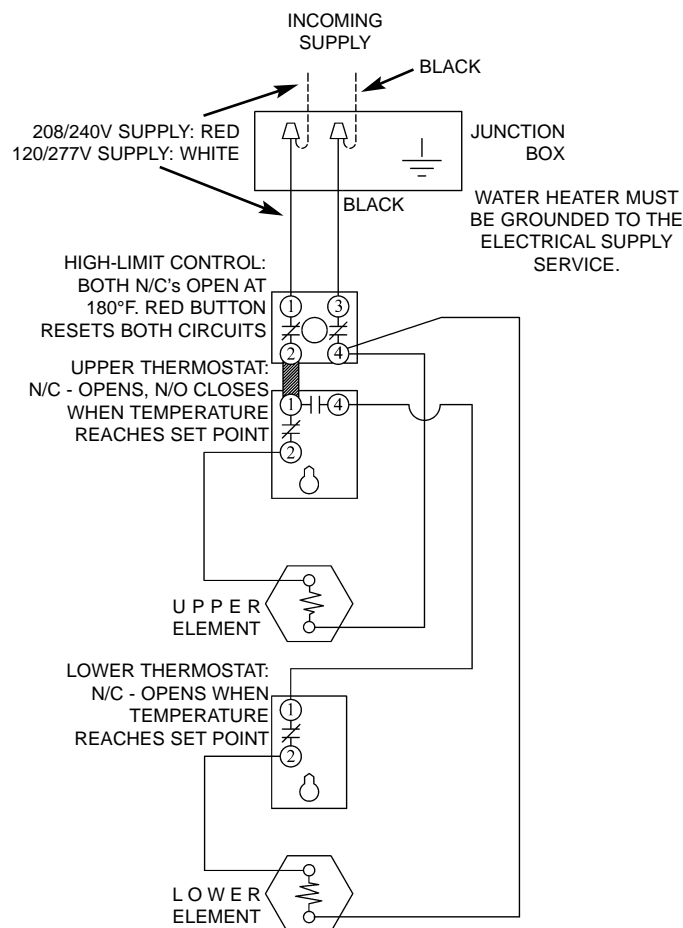 INCOMING
SUPPLY
BLACK
208/240V SUPPLY: RED
120/277V SUPPLY: WHITE
JUNCTION
BOX
BLACK
WATER HEATER MUST
BE GROUNDED TO THE
ELECTRICAL SUPPLY
SERVICE.
HIGH-LIMIT CONTROL:
BOTH N/C's OPEN AT
180°F. RED BUTTON
RESETS BOTH CIRCUITS
1 3
2 4
UPPER THERMOSTAT:
N/C - OPENS, N/O CLOSES
WHEN TEMPERATURE
REACHES SET POINT
1 4
2
UPPER
ELEMENT
LOWER THERMOSTAT:
N/C - OPENS WHEN
TEMPERATURE
REACHES SET POINT
1
2
LOWER
ELEMENT